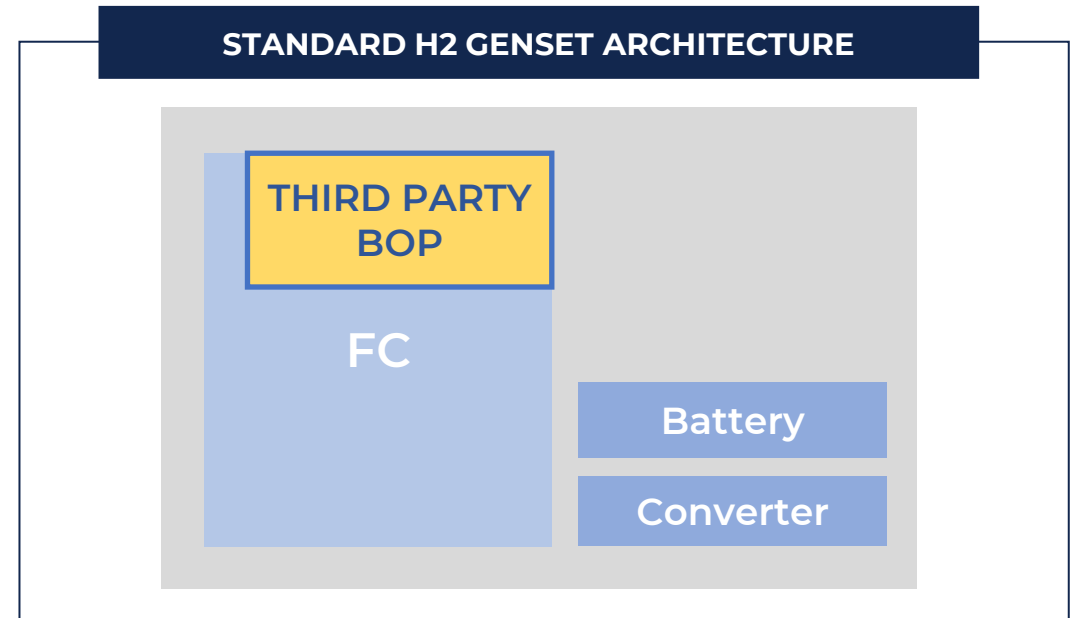 STANDARD H2 GENSET ARCHITECTURE
THIRD PARTY
BOP
FC
Battery
Converter